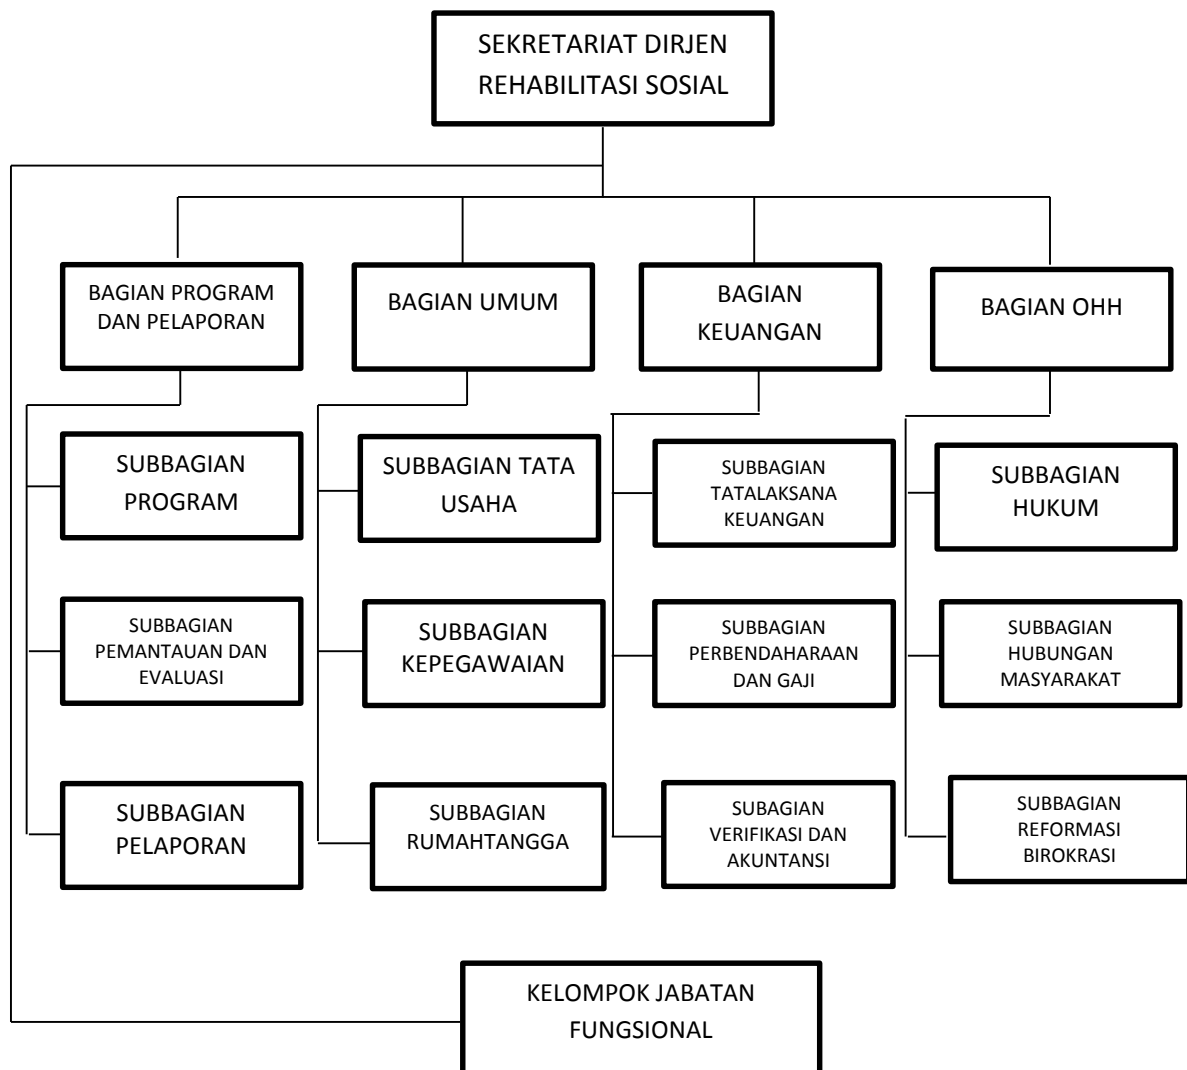 SEKRETARIAT DIRJEN
REHABILITASI SOSIAL
BAGIAN PROGRAM
DAN PELAPORAN
BAGIAN UMUM
BAGIAN
KEUANGAN
BAGIAN OHH
SUBBAGIAN
PROGRAM
SUBBAGIAN TATA
USAHA
SUBBAGIAN
TATALAKSANA
KEUANGAN
SUBBAGIAN
HUKUM
SUBBAGIAN
PEMANTAUAN DAN
EVALUASI
SUBBAGIAN
KEPEGAWAIAN
SUBBAGIAN
PERBENDAHARAAN
DAN GAJI
SUBBAGIAN
HUBUNGAN
MASYARAKAT
SUBBAGIAN
PELAPORAN
SUBBAGIAN
RUMAHTANGGA
SUBAGIAN
VERIFIKASI DAN
AKUNTANSI
SUBBAGIAN
REFORMASI
BIROKRASI
KELOMPOK JABATAN
FUNGSIONAL